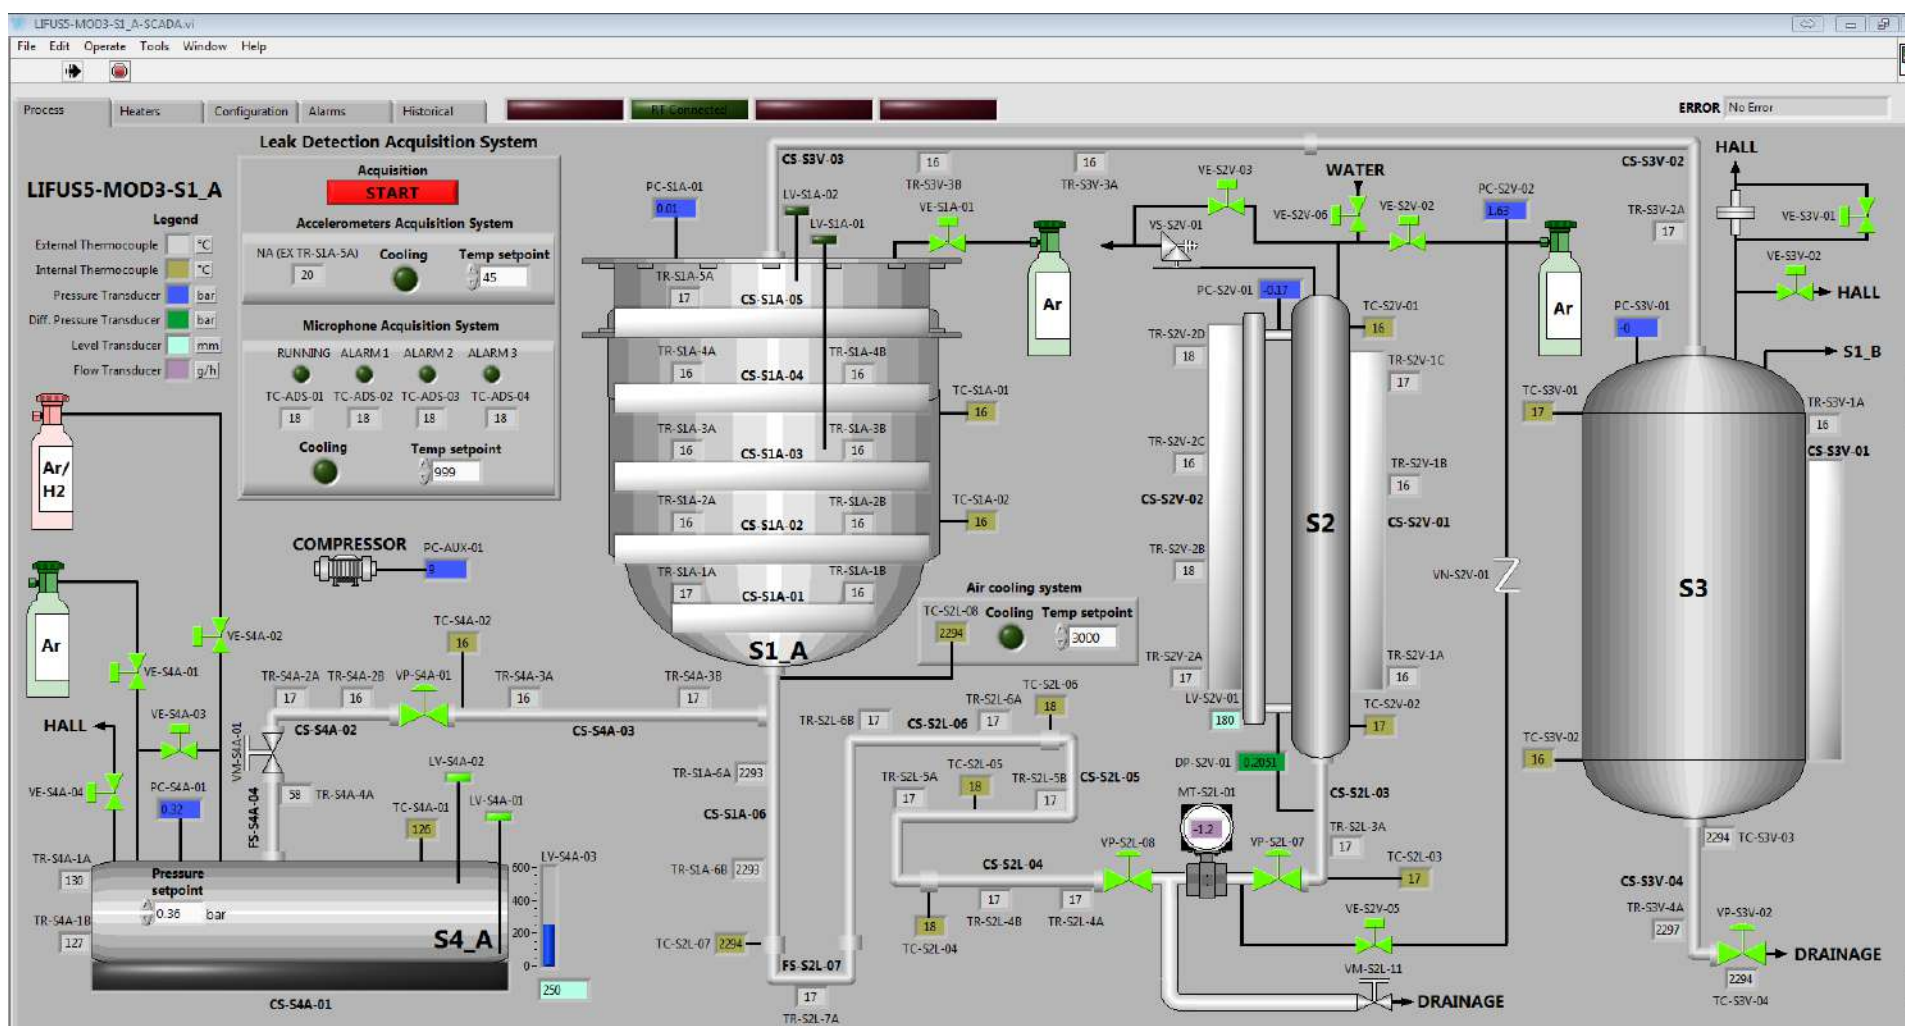 LIFUS5-MOD3-S1_A-SCADA.vi
File Edit Operate Tools Window Help
Process Heaters Configuration Alarms Historical RT Connected ERROR No Error
Leak Detection Acquisition System
Acquisition
START
Accelerometers Acquisition System
NA (EX TR-S1A-5A) Cooling Temp setpoint
20 45
Microphone Acquisition System
RUNNING ALARM 1 ALARM 2 ALARM 3
TC-ADS-01 TC-ADS-02 TC-ADS-03 TC-ADS-04
18 18 18 18
Cooling Temp setpoint
999
LIFUS5-MOD3-S1_A
Legend
External Thermocouple °C
Internal Thermocouple °C
Pressure Transducer bar
Diff. Pressure Transducer bar
Level Transducer mm
Flow Transducer g/h
Ar/
H2
Ar
COMPRESSOR PC-AUX-01
9
VE-S4A-02
VE-S4A-01
VE-S4A-03
HALL
VE-S4A-04
PC-S4A-01
0.32
VM-S4A-01
FS-S4A-04
TR-S4A-2A
17
TR-S4A-2B
16
CS-S4A-02
VP-S4A-01
TC-S4A-02
16
TR-S4A-3A
16
CS-S4A-03
TR-S4A-3B
17
58 TR-S4A-4A
TC-S4A-01
126
LV-S4A-02
LV-S4A-01
LV-S4A-03
600-
400-
200-
0-
250
TR-S4A-1A
130
TR-S4A-1B
127
Pressure
setpoint
0.36 bar
S4_A
CS-S4A-01
PC-S1A-01
0.01
LV-S1A-02
LV-S1A-01
CS-S3V-03
16
TR-S3V-3B
16
TR-S3V-3A
VE-S1A-01
Ar
TR-S1A-5A
17
CS-S1A-05
TR-S1A-4A
16
TR-S1A-4B
16
CS-S1A-04
TC-S1A-01
16
TR-S1A-3A
16
TR-S1A-3B
16
CS-S1A-03
TR-S1A-2A
16
TR-S1A-2B
16
CS-S1A-02
TC-S1A-02
16
TR-S1A-1A
17
TR-S1A-1B
16
CS-S1A-01
S1_A
Air cooling system
TC-S2L-08 Cooling Temp setpoint
2294 3000
TR-S1A-6A 2293
CS-S1A-06
TR-S1A-6B 2293
TC-S2L-07 2294
FS-S2L-07
17
TR-S2L-7A
TR-S2L-6B 17
CS-S2L-06
TR-S2L-6A
17
TC-S2L-06
18
CS-S2L-05
TR-S2L-5A
17
TC-S2L-05
18
TR-S2L-5B
17
CS-S2L-04
18
TC-S2L-04
17
TR-S2L-4B
17
TR-S2L-4A
VP-S2L-08
MT-S2L-01
-1.2
VP-S2L-07
CS-S2L-03
TR-S2L-3A
17
TC-S2L-03
17
VE-S2V-05
VM-S2L-11
DRAINAGE
VE-S2V-03
WATER
VE-S2V-06
VE-S2V-02
VS-S2V-01
PC-S2V-02
1.63
Ar
PC-S2V-01 -0.17
TC-S2V-01
16
TR-S2V-2D
18
TR-S2V-1C
17
TR-S2V-2C
16
TR-S2V-1B
16
CS-S2V-02
S2
CS-S2V-01
TR-S2V-2B
18
VN-S2V-01
TR-S2V-2A
17
TR-S2V-1A
16
LV-S2V-01
180
TC-S2V-02
17
DP-S2V-01 0.2051
CS-S3V-02
TR-S3V-2A
17
HALL
VE-S3V-01
VE-S3V-02
HALL
PC-S3V-01
-0
S1_B
TC-S3V-01
17
TR-S3V-1A
16
CS-S3V-01
S3
TC-S3V-02
16
2294 TC-S3V-03
CS-S3V-04
TR-S3V-4A
2297
VP-S3V-02
DRAINAGE
2294
TC-S3V-04